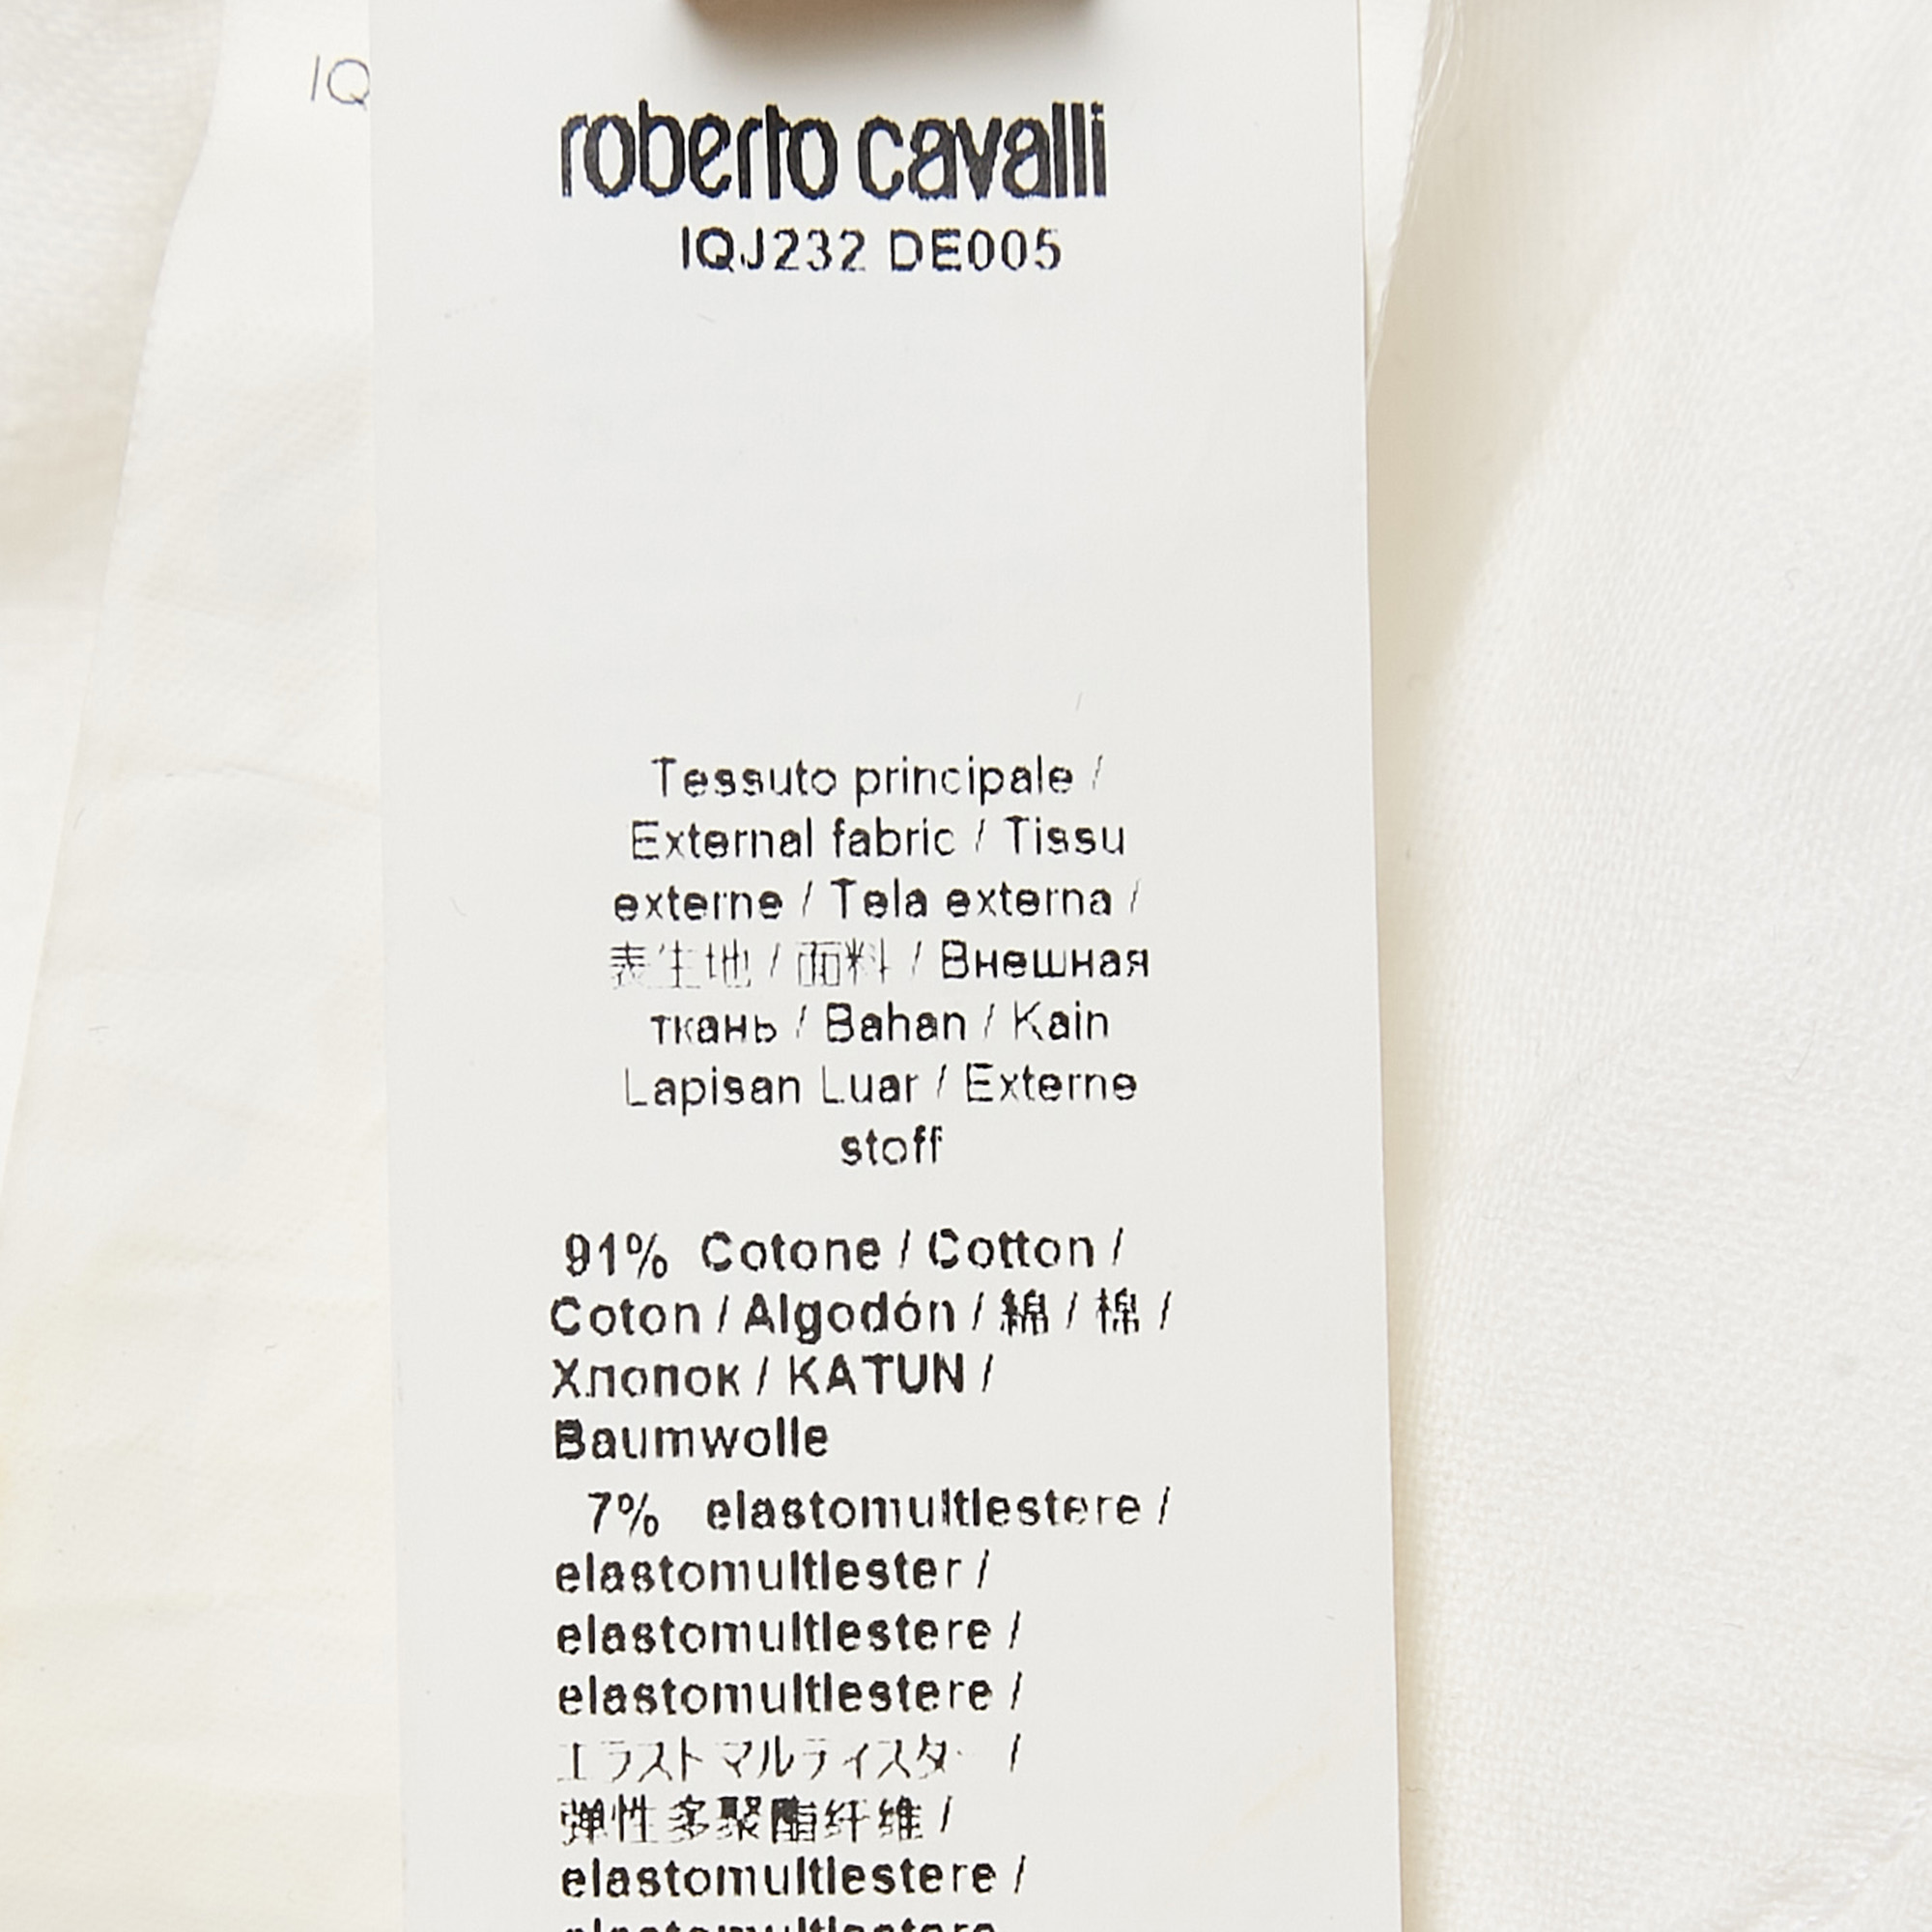 IQ
roberto cavalli
IQJ232 DE005
Tessuto principale /
External fabric / Tissu
externe / Tela externa /
表生地 / 面料 / Внешная
ткань / Bahan / Kain
Lapisan Luar / Externe
stoff
91% Cotone / Cotton /
Coton / Algodón / 綿 / 棉 /
Хлопок / KATUN /
Baumwolle
7% elastomultiestere /
elastomultiester /
elastomultiestere /
elastomultiestere /
エラストマルティスター /
弹性多聚酯纤维 /
elastomultiestere /
elastomultiestere